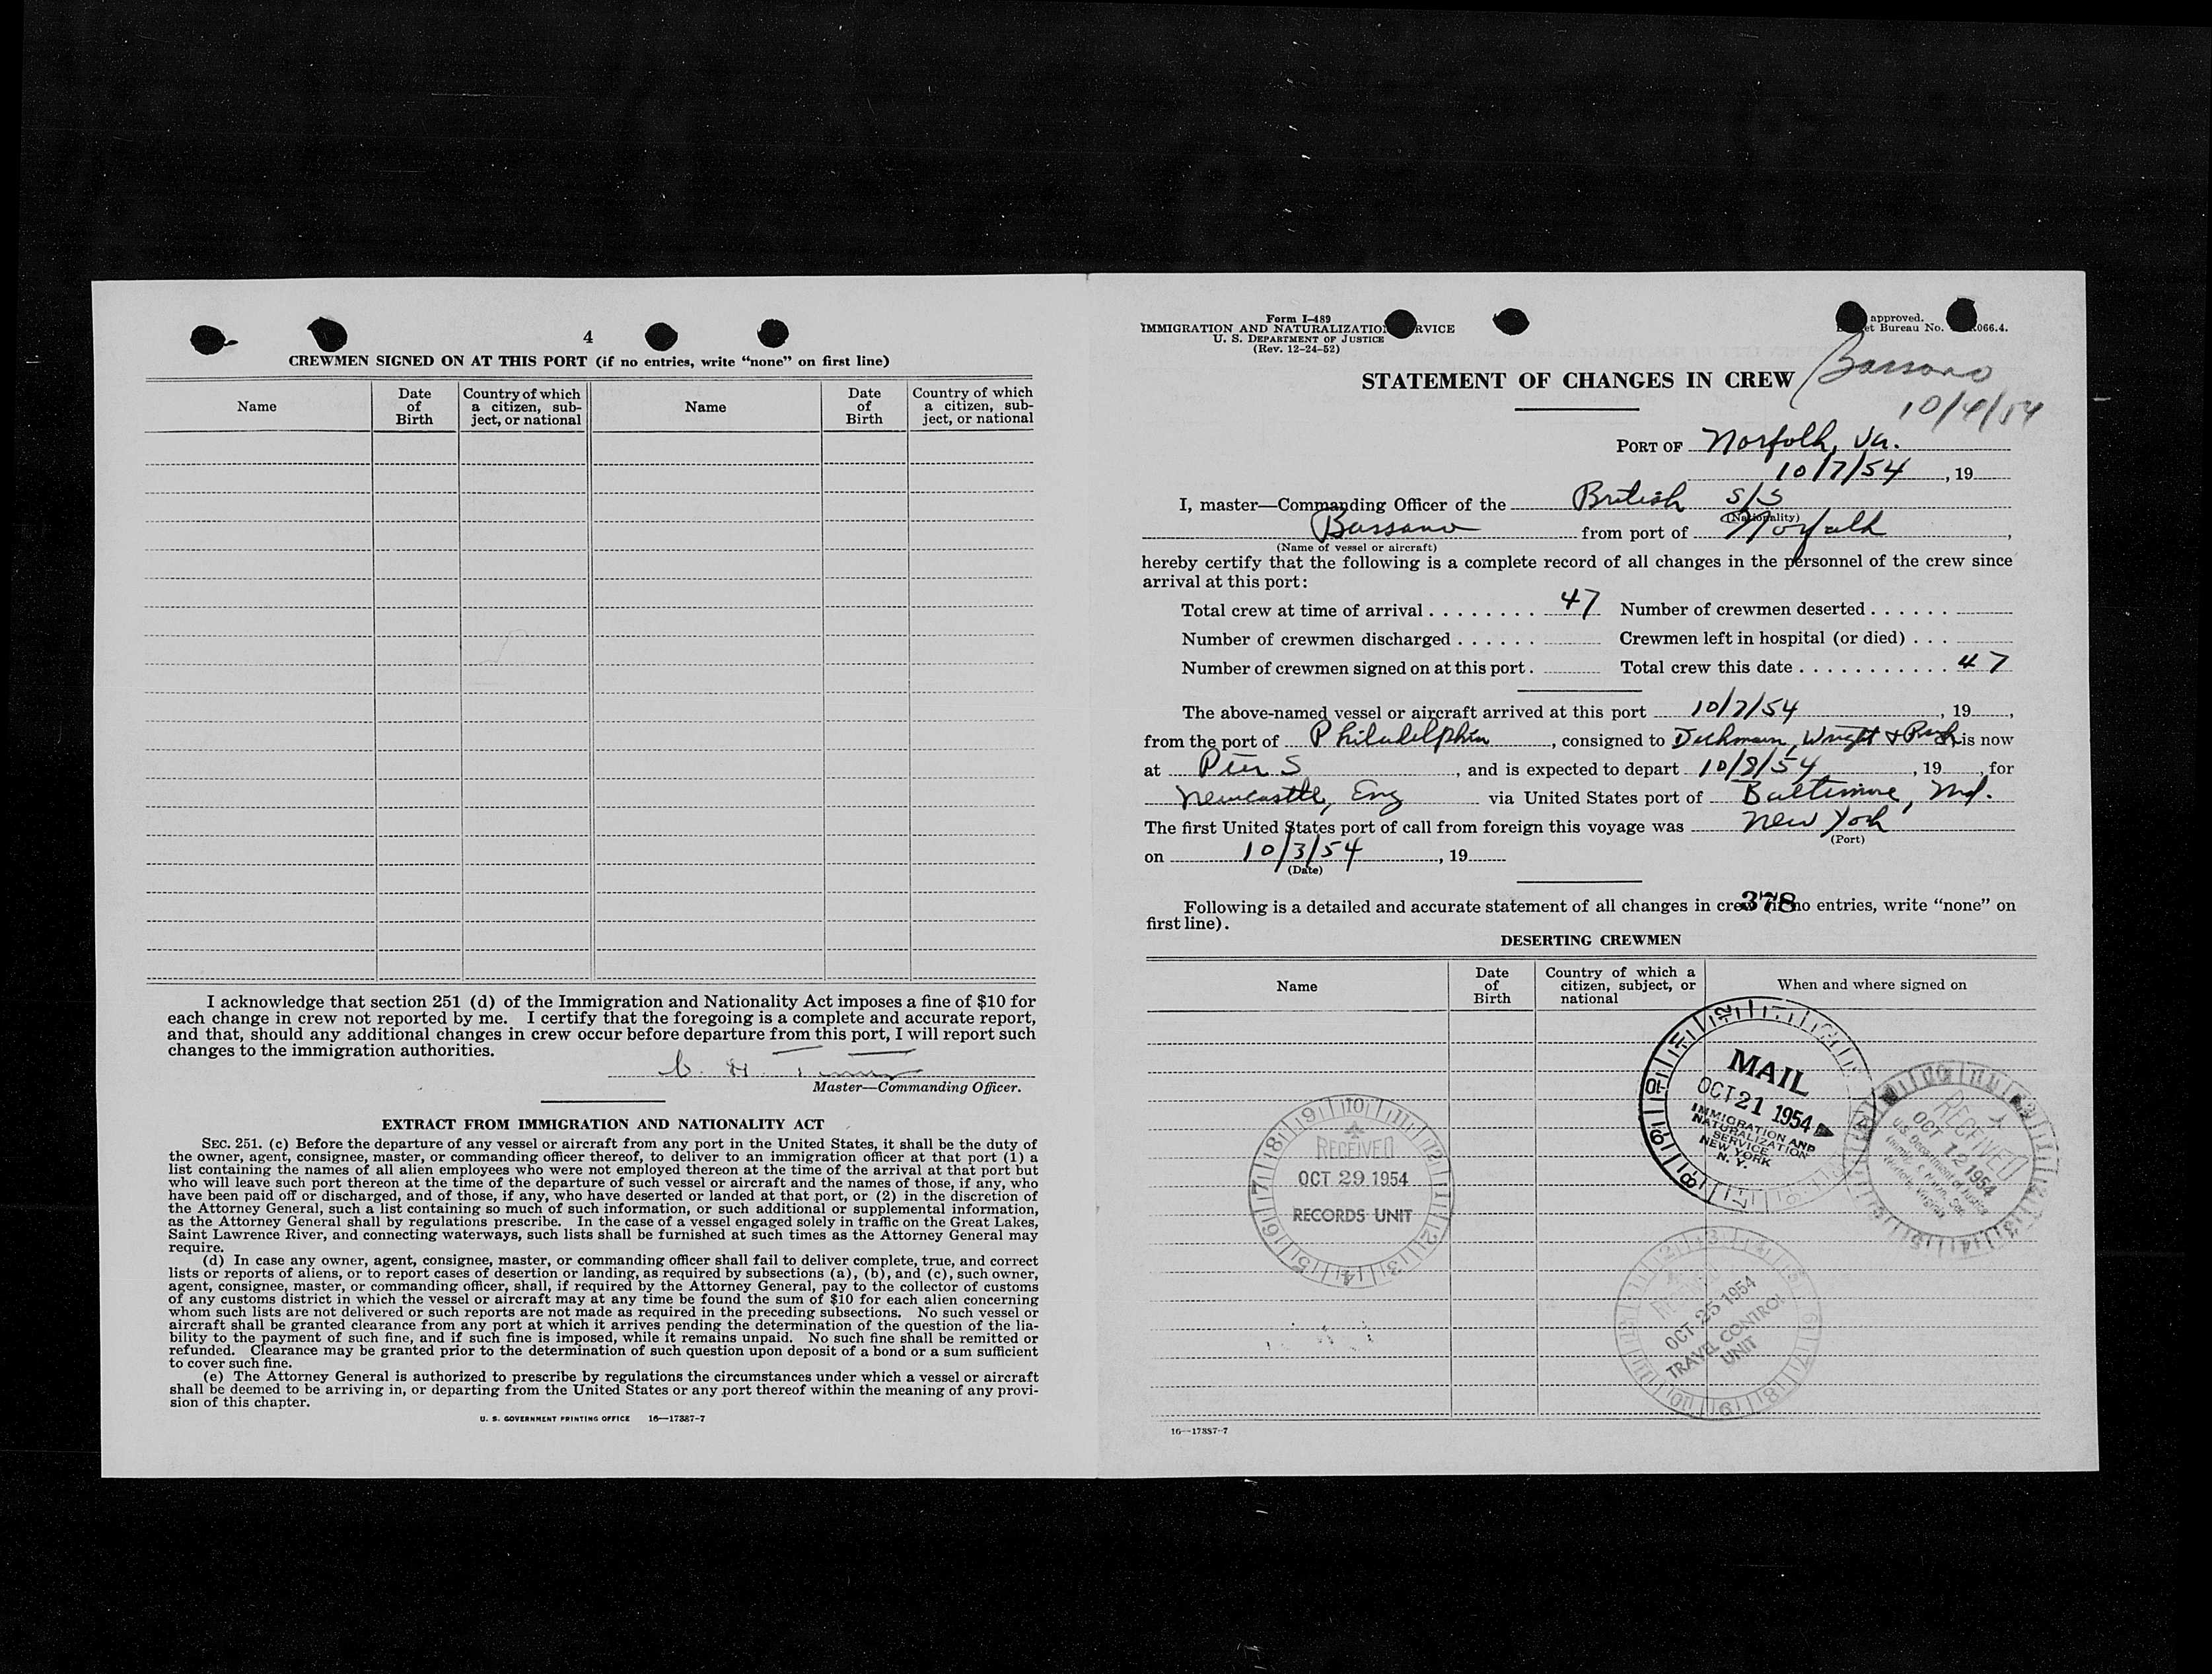 4
CREWMEN SIGNED ON AT THIS PORT (if no entries, write “none” on first line)
Name
Date
of
Birth
Country of which
a citizen, sub-
ject, or national
Name
Date
of
Birth
Country of which
a citizen, sub-
ject, or national
I acknowledge that section 251 (d) of the Immigration and Nationality Act imposes a fine of $10 for
each change in crew not reported by me. I certify that the foregoing is a complete and accurate report,
and that, should any additional changes in crew occur before departure from this port, I will report such
changes to the immigration authorities.
Master—Commanding Officer.
EXTRACT FROM IMMIGRATION AND NATIONALITY ACT
SEC. 251. (c) Before the departure of any vessel or aircraft from any port in the United States, it shall be the duty of
the owner, agent, consignee, master, or commanding officer thereof, to deliver to an immigration officer at that port (1) a
list containing the names of all alien employees who were not employed thereon at the time of the arrival at that port but
who will leave such port thereon at the time of the departure of such vessel or aircraft and the names of those, if any, who
have been paid off or discharged, and of those, if any, who have deserted or landed at that port, or (2) in the discretion of
the Attorney General, such a list containing so much of such information, or such additional or supplemental information,
as the Attorney General shall by regulations prescribe. In the case of a vessel engaged solely in traffic on the Great Lakes,
Saint Lawrence River, and connecting waterways, such lists shall be furnished at such times as the Attorney General may
require.
(d) In case any owner, agent, consignee, master, or commanding officer shall fail to deliver complete, true, and correct
lists or reports of aliens, or to report cases of desertion or landing, as required by subsections (a), (b), and (c), such owner,
agent, consignee, master, or commanding officer, shall, if required by the Attorney General, pay to the collector of customs
of any customs district in which the vessel or aircraft may at any time be found the sum of $10 for each alien concerning
whom such lists are not delivered or such reports are not made as required in the preceding subsections. No such vessel or
aircraft shall be granted clearance from any port at which it arrives pending the determination of the question of the lia-
bility to the payment of such fine, and if such fine is imposed, while it remains unpaid. No such fine shall be remitted or
refunded. Clearance may be granted prior to the determination of such question upon deposit of a bond or a sum sufficient
to cover such fine.
(e) The Attorney General is authorized to prescribe by regulations the circumstances under which a vessel or aircraft
shall be deemed to be arriving in, or departing from the United States or any port thereof within the meaning of any provi-
sion of this chapter.
U. S. GOVERNMENT PRINTING OFFICE 16—17387-7
Form I-489
IMMIGRATION AND NATURALIZATION SERVICE
U. S. DEPARTMENT OF JUSTICE
(Rev. 12-24-52)
approved.
et Bureau No. 066.4.
STATEMENT OF CHANGES IN CREW
Bassano
10/4/54
PORT OF Norfolk, Va.
10/7/54, 19
I, master—Commanding Officer of the British S/S
(Nationality)
Bassano from port of Norfolk,
(Name of vessel or aircraft)
hereby certify that the following is a complete record of all changes in the personnel of the crew since
arrival at this port:
Total crew at time of arrival . . . . . . . . 47 Number of crewmen deserted . . . . . .
Number of crewmen discharged . . . . . . Crewmen left in hospital (or died) . . .
Number of crewmen signed on at this port . Total crew this date . . . . . . . . . . . 47
The above-named vessel or aircraft arrived at this port 10/7/54, 19,
from the port of Philadelphia, consigned to Dichmann, Wright & Pugh is now
at Pier S, and is expected to depart 10/8/54, 19, for
Newcastle, Eng via United States port of Baltimore, Md.
The first United States port of call from foreign this voyage was New York
(Port)
on 10/3/54, 19
(Date)
378
Following is a detailed and accurate statement of all changes in crew (if no entries, write “none” on
first line).
DESERTING CREWMEN
Name
Date
of
Birth
Country of which a
citizen, subject, or
national
When and where signed on
MAIL
OCT 21 1954
IMMIGRATION AND
NATURALIZATION
SERVICE
NEW YORK
N. Y.
RECEIVED
OCT 12 1954
U.S. Department of Justice
RECEIVED
OCT 29 1954
RECORDS UNIT
OCT 25 1954
TRAVEL CONTROL
UNIT
16—17387-7